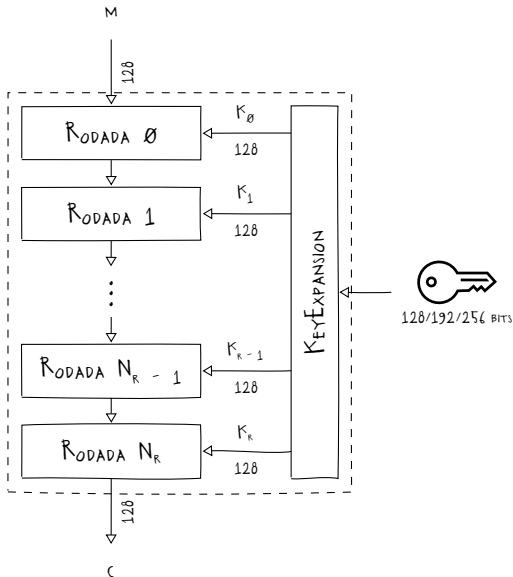 M
128
K0
Rodada 0
128
K1
Rodada 1
128
KeyExpansion
128/192/256 bits
⋮
Kr - 1
Rodada Nr - 1
128
Kr
Rodada Nr
128
128
C